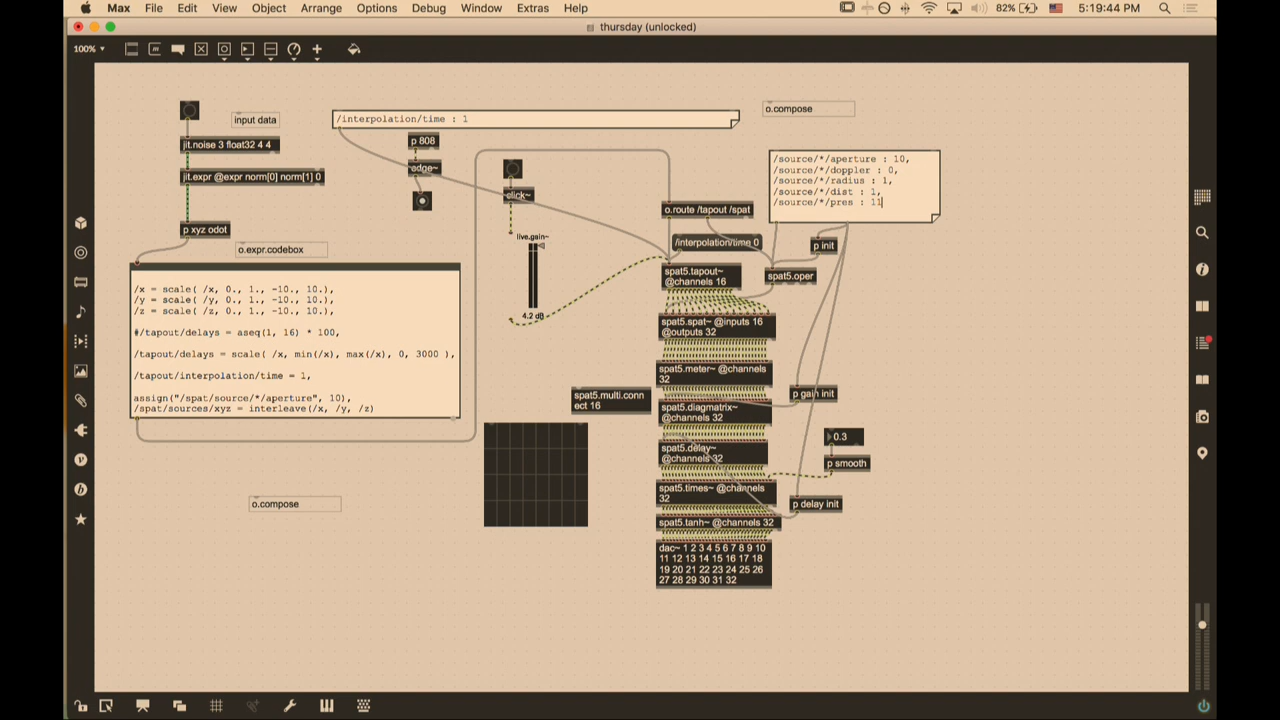 Max File Edit View Object Arrange Options Debug Window Extras Help 82% 5:19:44 PM
thursday (unlocked)
100%
input data
/interpolation/time : 1
o.compose
p 808
jit.noise 3 float32 4 4
edge~
/source/*/aperture : 10,
/source/*/doppler : 0,
/source/*/radius : 1,
/source/*/dist : 1,
/source/*/pres : 11
jit.expr @expr norm[0] norm[1] 0
click~
o.route /tapout /spat
p xyz odot
live.gain~
/interpolation/time 0
p init
o.expr.codebox
spat5.tapout~
@channels 16
spat5.oper
/x = scale( /x, 0., 1., -10., 10.),
/y = scale( /y, 0., 1., -10., 10.),
/z = scale( /z, 0., 1., -10., 10.),
#/tapout/delays = aseq(1, 16) * 100,
/tapout/delays = scale( /x, min(/x), max(/x), 0, 3000 ),
/tapout/interpolation/time = 1,
assign("/spat/source/*/aperture", 10),
/spat/sources/xyz = interleave(/x, /y, /z)
4.2 dB
spat5.spat~ @inputs 16
@outputs 32
spat5.meter~ @channels
32
spat5.multi.conn
ect 16
p gain init
spat5.diagmatrix~
@channels 32
0.3
spat5.delay~
@channels 32
p smooth
spat5.times~ @channels
32
o.compose
p delay init
spat5.tanh~ @channels 32
dac~ 1 2 3 4 5 6 7 8 9 10
11 12 13 14 15 16 17 18
19 20 21 22 23 24 25 26
27 28 29 30 31 32